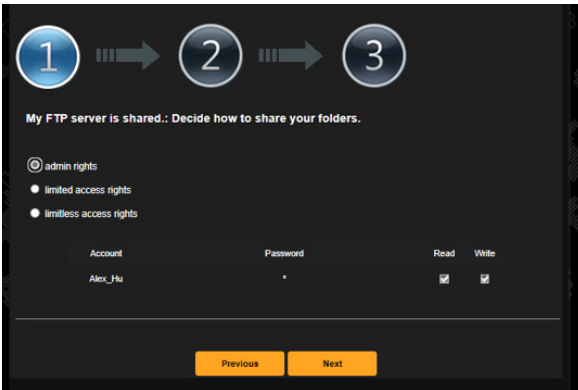 1 2 3
My FTP server is shared.: Decide how to share your folders.
admin rights
limited access rights
limitless access rights
Account Password Read Write
Alex_Hu *
Previous Next